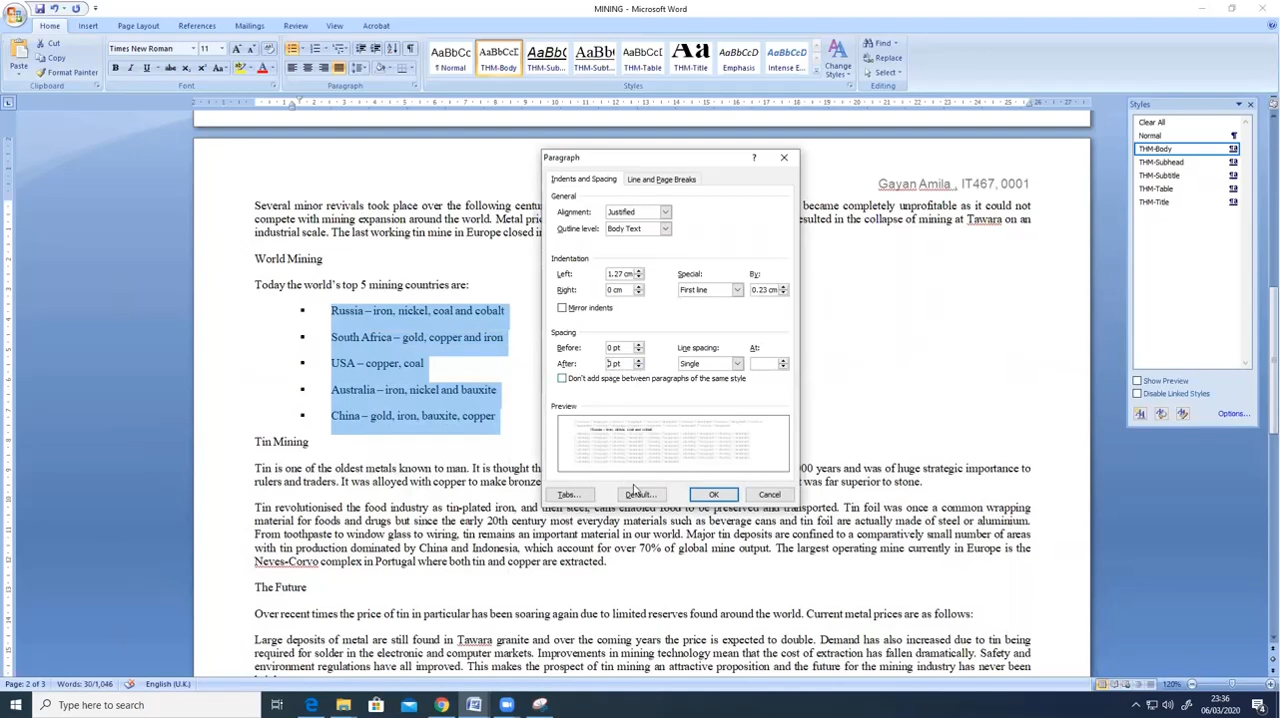 MINING - Microsoft Word
Home Insert Page Layout References Mailings Review View Acrobat
Cut
Copy
Format Painter
Paste
Clipboard
Times New Roman 11
Font
Paragraph
AaBbCc AaBbCcD AaBbCc AaBb( AaBbCc AaB AaBbCc AaBbCc
¶ Normal THM-Body THM-Sub... THM-Subt... THM-Table THM-Title Emphasis Intense E...
Change
Styles
Styles
Find
Replace
Select
Editing
Gayan Amila , IT467, 0001
Several minor revivals took place over the following centur
became completely unprofitable as it could not
compete with mining expansion around the world. Metal pric
resulted in the collapse of mining at Tawara on an
industrial scale. The last working tin mine in Europe closed i
World Mining
Today the world's top 5 mining countries are:
▪ Russia – iron, nickel, coal and cobalt
▪ South Africa – gold, copper and iron
▪ USA – copper, coal
▪ Australia – iron, nickel and bauxite
▪ China – gold, iron, bauxite, copper
Tin Mining
Tin is one of the oldest metals known to man. It is thought th
000 years and was of huge strategic importance to
rulers and traders. It was alloyed with copper to make bronze
was far superior to stone.
Tin revolutionised the food industry as tin-plated iron, and then steel, cans enabled food to be preserved and transported. Tin foil was once a common wrapping
material for foods and drugs but since the early 20th century most everyday materials such as beverage cans and tin foil are actually made of steel or aluminium.
From toothpaste to window glass to wiring, tin remains an important material in our world. Major tin deposits are confined to a comparatively small number of areas
with tin production dominated by China and Indonesia, which account for over 70% of global mine output. The largest operating mine currently in Europe is the
Neves-Corvo complex in Portugal where both tin and copper are extracted.
The Future
Over recent times the price of tin in particular has been soaring again due to limited reserves found around the world. Current metal prices are as follows:
Large deposits of metal are still found in Tawara granite and over the coming years the price is expected to double. Demand has also increased due to tin being
required for solder in the electronic and computer markets. Improvements in mining technology mean that the cost of extraction has fallen dramatically. Safety and
environment regulations have all improved. This makes the prospect of tin mining an attractive proposition and the future for the mining industry has never been
Paragraph
Indents and Spacing Line and Page Breaks
General
Alignment: Justified
Outline level: Body Text
Indentation
Left: 1.27 cm Special: By:
Right: 0 cm First line 0.23 cm
Mirror indents
Spacing
Before: 0 pt Line spacing: At:
After: 0 pt Single
Don't add space between paragraphs of the same style
Preview
Tabs... Default... OK Cancel
Styles
Clear All
Normal
THM-Body
THM-Subhead
THM-Subtitle
THM-Table
THM-Title
Show Preview
Disable Linked Styles
Options...
Page: 2 of 3 Words: 30/1,046 English (U.K.) 120%
Type here to search
23:36
06/03/2020